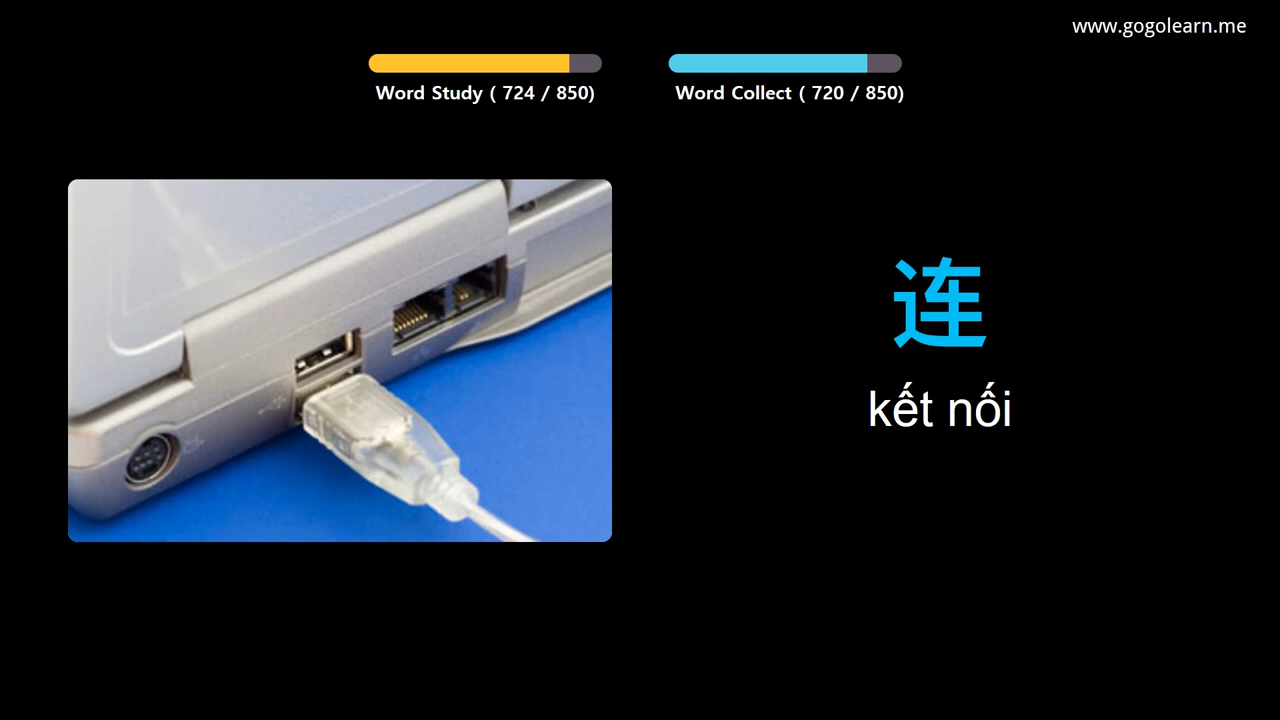 www.gogolearn.me
Word Study ( 724 / 850)
Word Collect ( 720 / 850)
连
kết nối